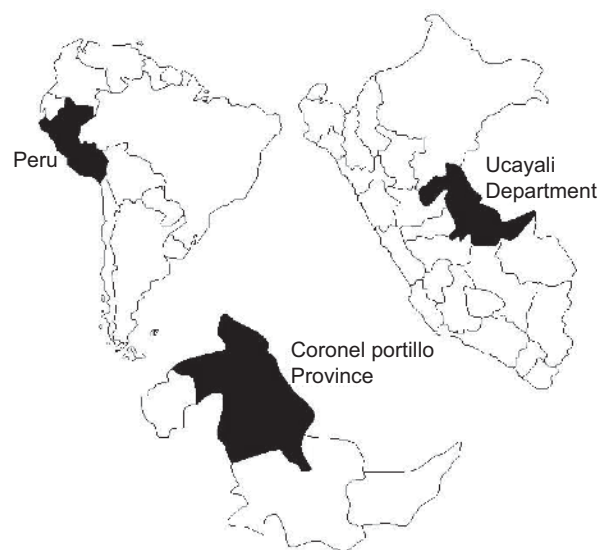 Peru
Ucayali
Department
Coronel portillo
Province